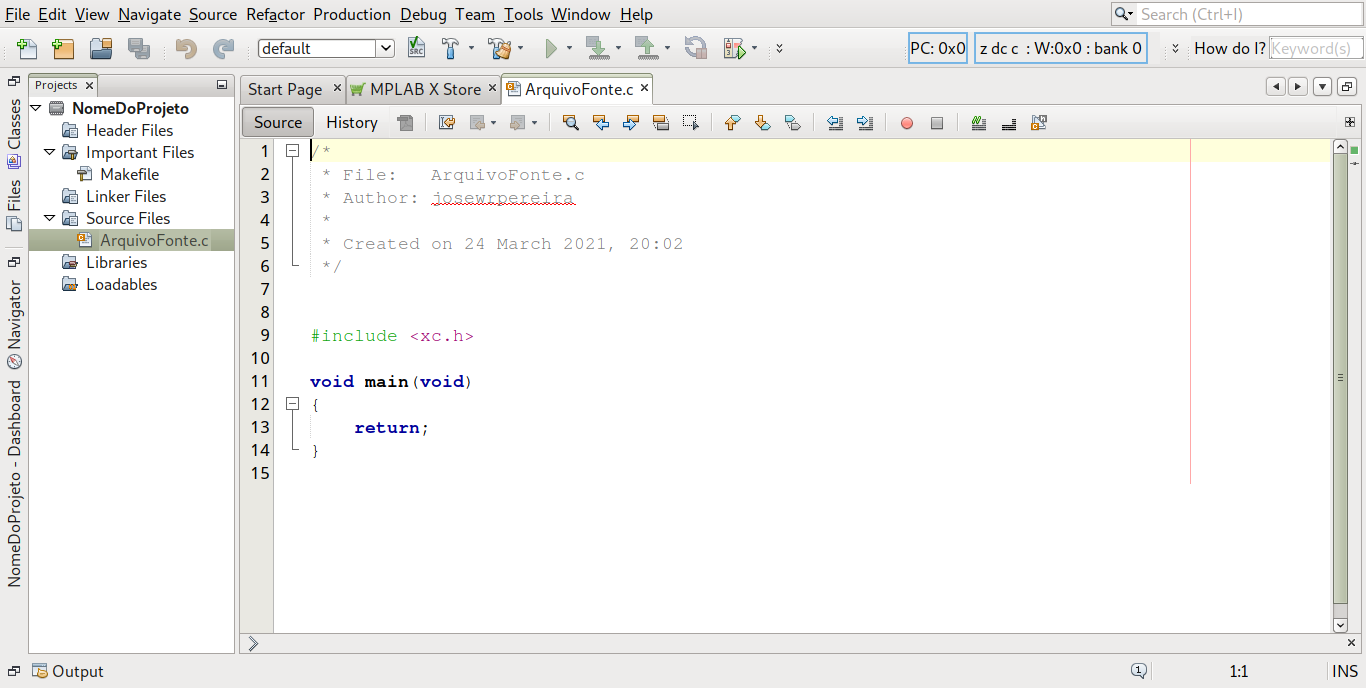 File Edit View Navigate Source Refactor Production Debug Team Tools Window Help
Search (Ctrl+I)
default
PC: 0x0
z dc c : W:0x0 : bank 0
How do I?
Keyword(s)
Classes
Files
Navigator
NomeDoProjeto - Dashboard
Projects
NomeDoProjeto
Header Files
Important Files
Makefile
Linker Files
Source Files
ArquivoFonte.c
Libraries
Loadables
Start Page
MPLAB X Store
ArquivoFonte.c
Source
History
1 /*
2 * File: ArquivoFonte.c
3 * Author: josewrpereira
4 *
5 * Created on 24 March 2021, 20:02
6 */
7
8
9 #include <xc.h>
10
11 void main(void)
12 {
13 return;
14 }
15
Output
1
1:1
INS